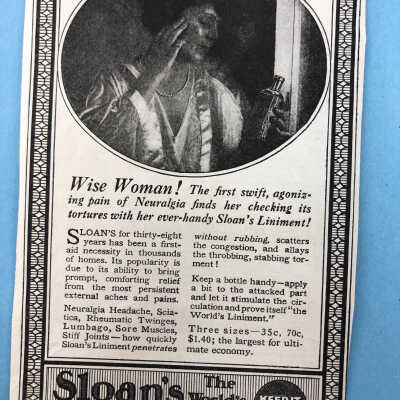 Wise Woman! The first swift, agoniz-
ing pain of Neuralgia finds her checking its
tortures with her ever-handy Sloan's Liniment!
SLOAN'S for thirty-eight
years has been a first-
aid necessity in thousands
of homes. Its popularity is
due to its ability to bring
prompt, comforting relief
from the most persistent
external aches and pains.
Neuralgia Headache, Scia-
tica, Rheumatic Twinges,
Lumbago, Sore Muscles,
Stiff Joints—how quickly
Sloan's Liniment penetrates
without rubbing, scatters
the congestion, and allays
the throbbing, stabbing tor-
ment!
Keep a bottle handy—apply
a bit to the attacked part
and let it stimulate the cir-
culation and prove itself "the
World's Liniment."
Three sizes—35c, 70c,
$1.40; the largest for ulti-
mate economy.
Sloan's The
World's
KEEP IT